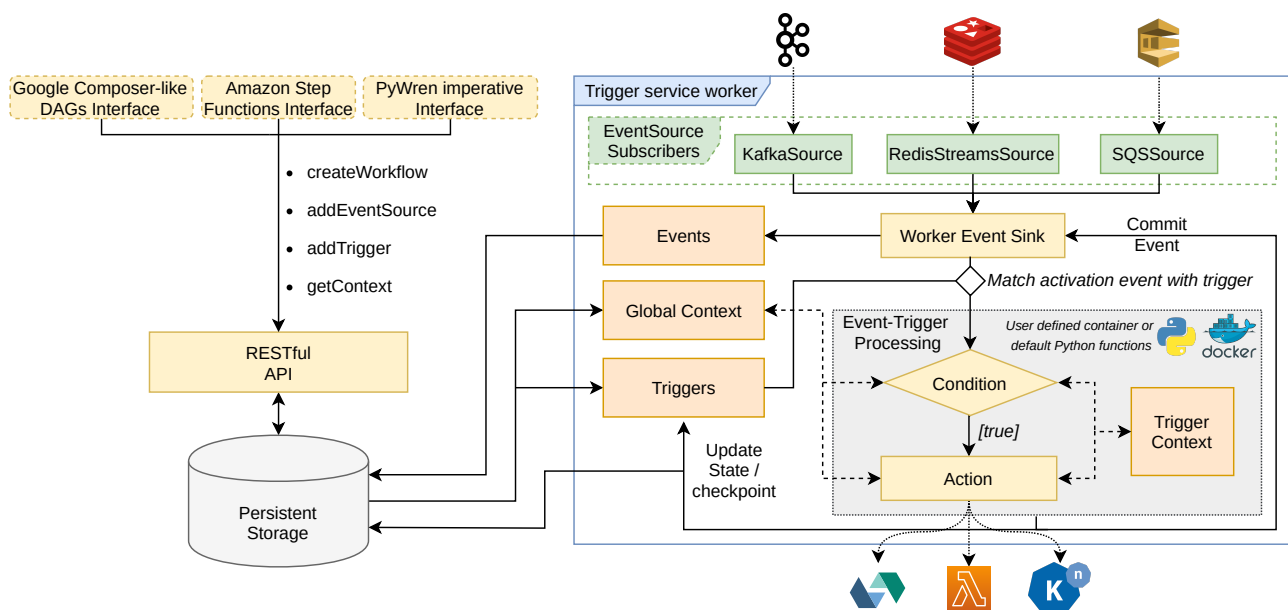 Google Composer-like
DAGs Interface
Amazon Step
Functions Interface
PyWren imperative
Interface
• createWorkflow
• addEventSource
• addTrigger
• getContext
RESTful
API
Persistent
Storage
Trigger service worker
EventSource
Subscribers
KafkaSource
RedisStreamsSource
SQSSource
Events
Worker Event Sink
Commit
Event
Match activation event with trigger
Global Context
Triggers
Event-Trigger
Processing
User defined container or
default Python functions
docker
Condition
[true]
Trigger
Context
Action
Update
State /
checkpoint
K
n